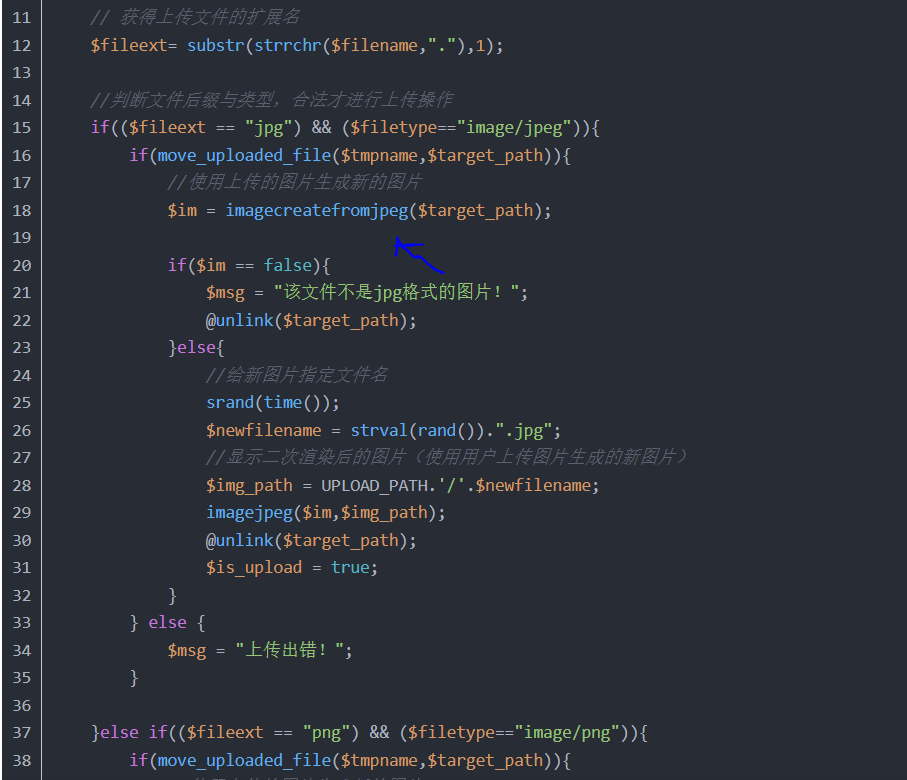 11 // 获得上传文件的扩展名
12 $fileext= substr(strrchr($filename,"."),1);
13
14 //判断文件后缀与类型，合法才进行上传操作
15 if(($fileext == "jpg") && ($filetype=="image/jpeg")){
16 if(move_uploaded_file($tmpname,$target_path)){
17 //使用上传的图片生成新的图片
18 $im = imagecreatefromjpeg($target_path);
19
20 if($im == false){
21 $msg = "该文件不是jpg格式的图片！";
22 @unlink($target_path);
23 }else{
24 //给新图片指定文件名
25 srand(time());
26 $newfilename = strval(rand()).".jpg";
27 //显示二次渲染后的图片（使用用户上传图片生成的新图片）
28 $img_path = UPLOAD_PATH.'/'.$newfilename;
29 imagejpeg($im,$img_path);
30 @unlink($target_path);
31 $is_upload = true;
32 }
33 } else {
34 $msg = "上传出错！";
35 }
36
37 }else if(($fileext == "png") && ($filetype=="image/png")){
38 if(move_uploaded_file($tmpname,$target_path)){